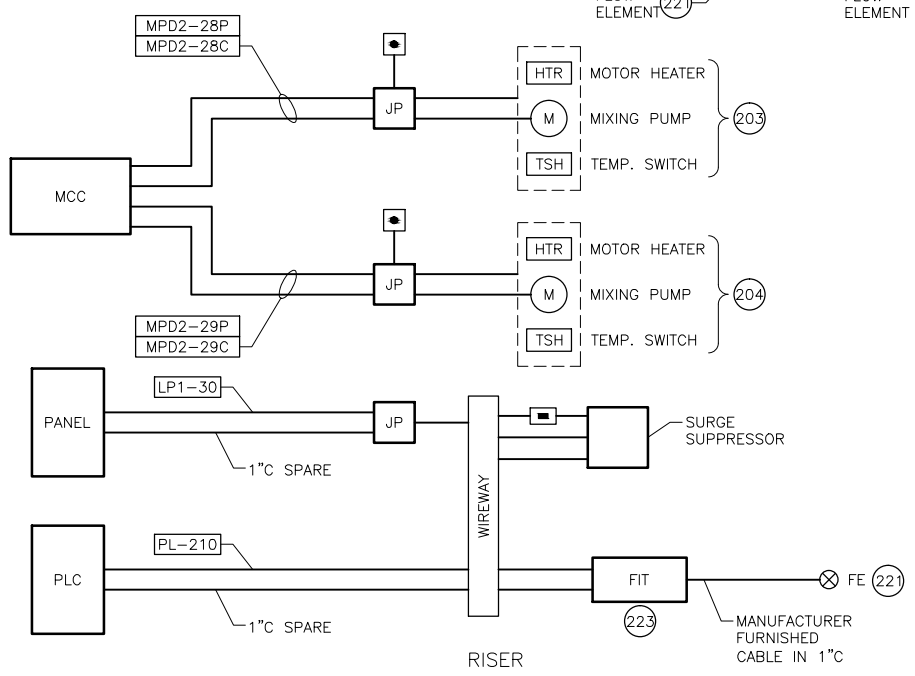 ELEMENT 221
ELEMENT
MPD2-28P
MPD2-28C
JP
HTR MOTOR HEATER
M MIXING PUMP 203
TSH TEMP. SWITCH
MCC
JP
HTR MOTOR HEATER
M MIXING PUMP 204
TSH TEMP. SWITCH
MPD2-29P
MPD2-29C
LP1-30
PANEL
JP
SURGE
SUPPRESSOR
1"C SPARE
WIREWAY
PL-210
PLC
FIT
FE 221
223
1"C SPARE
MANUFACTURER
FURNISHED
CABLE IN 1"C
RISER